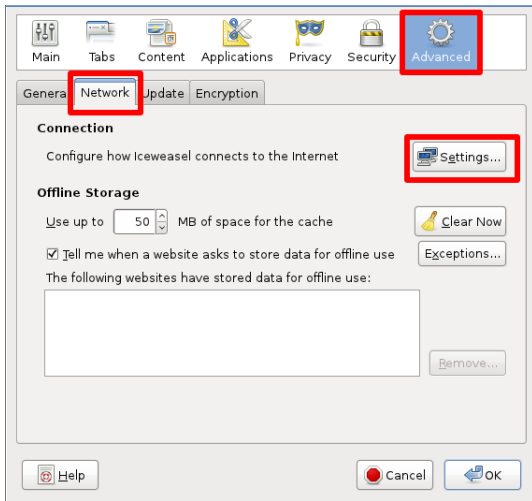 Main Tabs Content Applications Privacy Security Advanced
Genera Network Update Encryption
Connection
Configure how Iceweasel connects to the Internet Settings...
Offline Storage
Use up to 50 MB of space for the cache Clear Now
Tell me when a website asks to store data for offline use Exceptions...
The following websites have stored data for offline use:
Remove...
Help Cancel OK